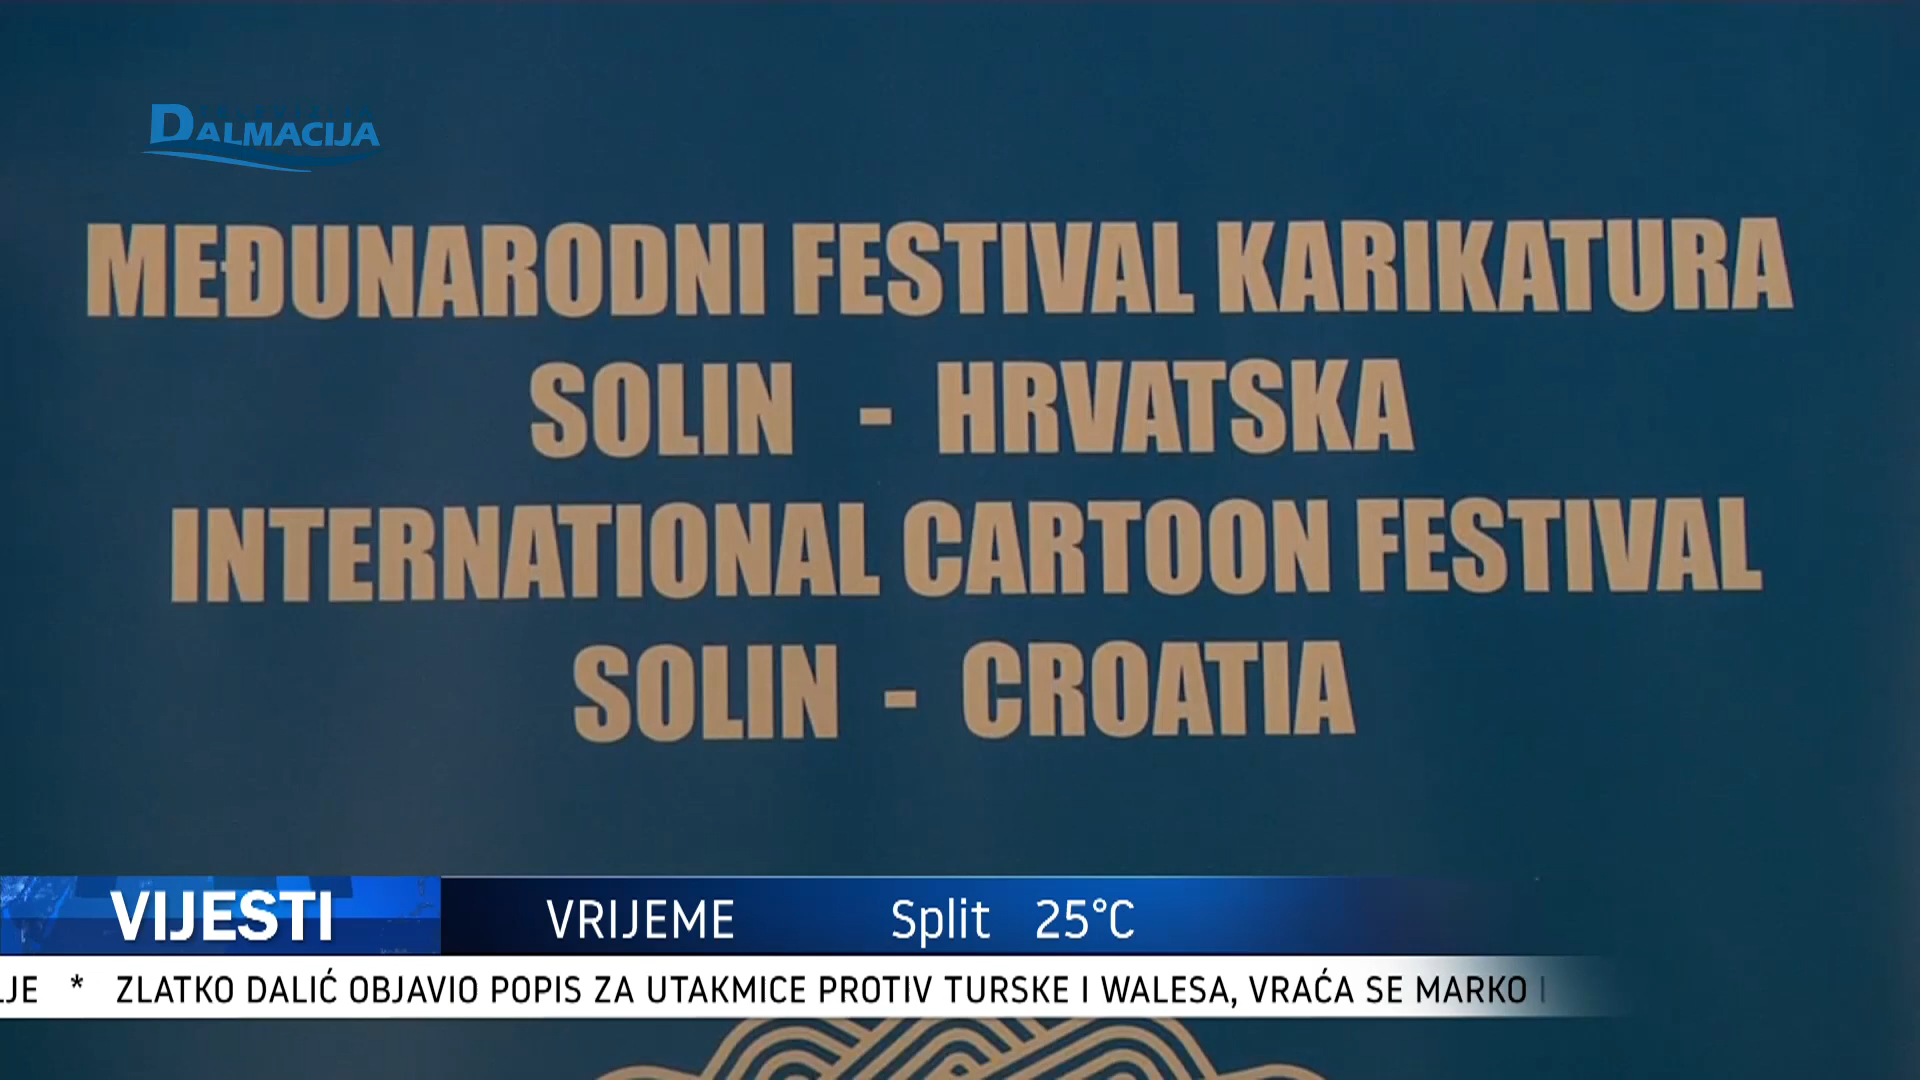 DALMACIJA
MEĐUNARODNI FESTIVAL KARIKATURA
SOLIN - HRVATSKA
INTERNATIONAL CARTOON FESTIVAL
SOLIN - CROATIA
VIJESTI VRIJEME Split 25°C
JE * ZLATKO DALIĆ OBJAVIO POPIS ZA UTAKMICE PROTIV TURSKE I WALESA, VRAĆA SE MARKO